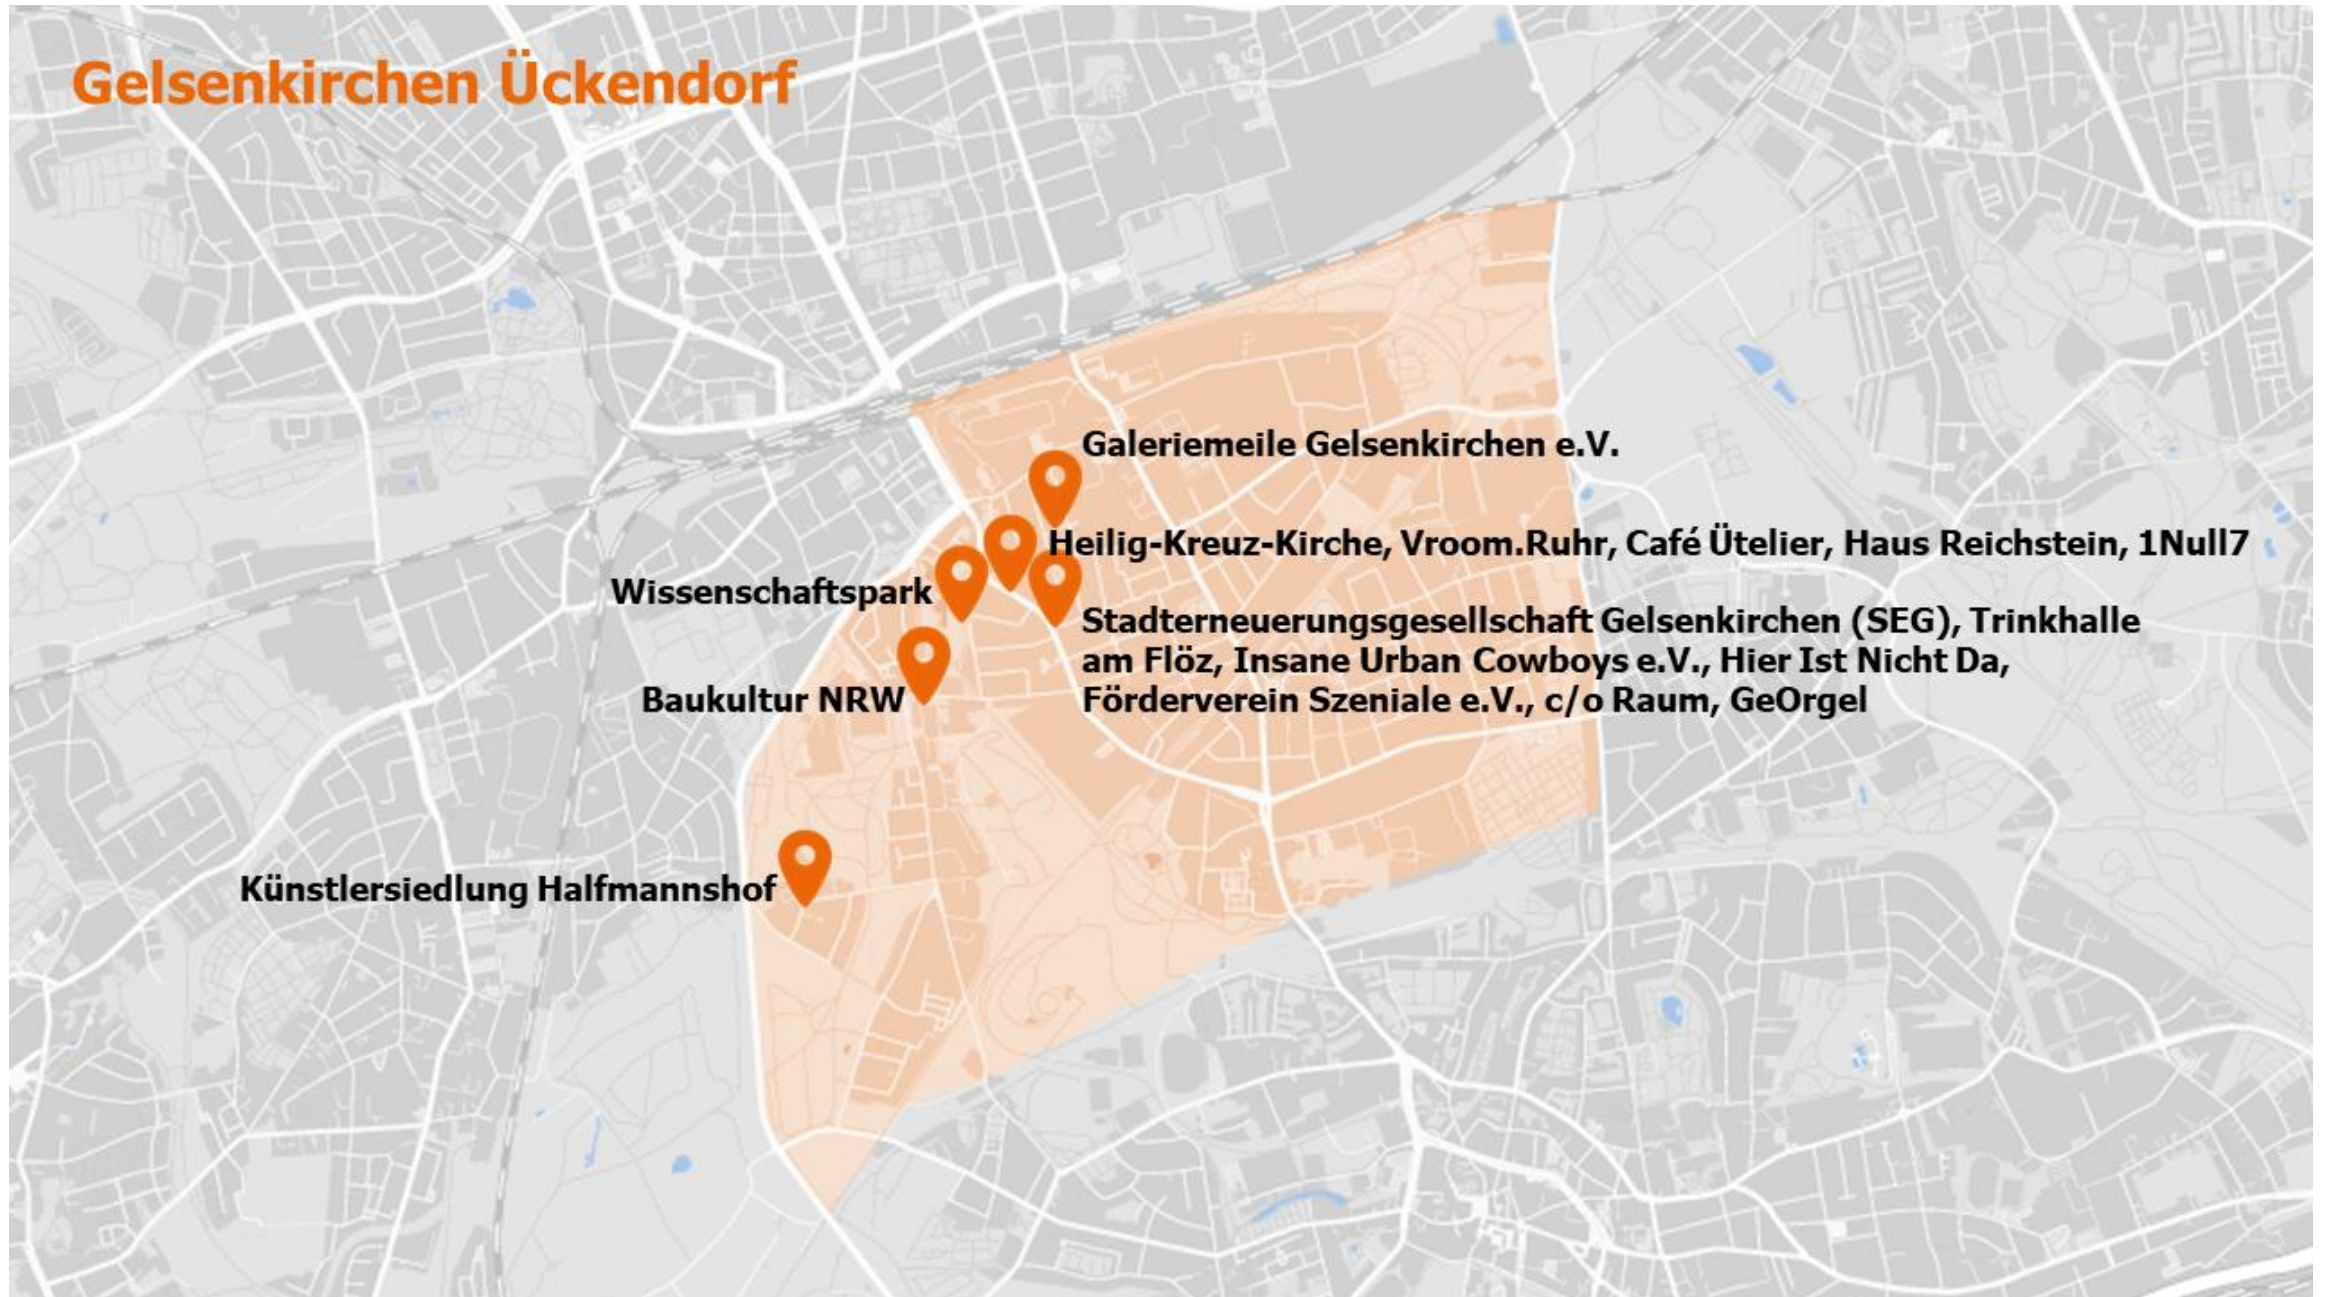 Gelsenkirchen Ückendorf
Galeriemeile Gelsenkirchen e.V.
Heilig-Kreuz-Kirche, Vroom.Ruhr, Café Ütelier, Haus Reichstein, 1Null7
Wissenschaftspark
Stadterneuerungsgesellschaft Gelsenkirchen (SEG), Trinkhalle
am Flöz, Insane Urban Cowboys e.V., Hier Ist Nicht Da,
Förderverein Szeniale e.V., c/o Raum, GeOrgel
Baukultur NRW
Künstlersiedlung Halfmannshof